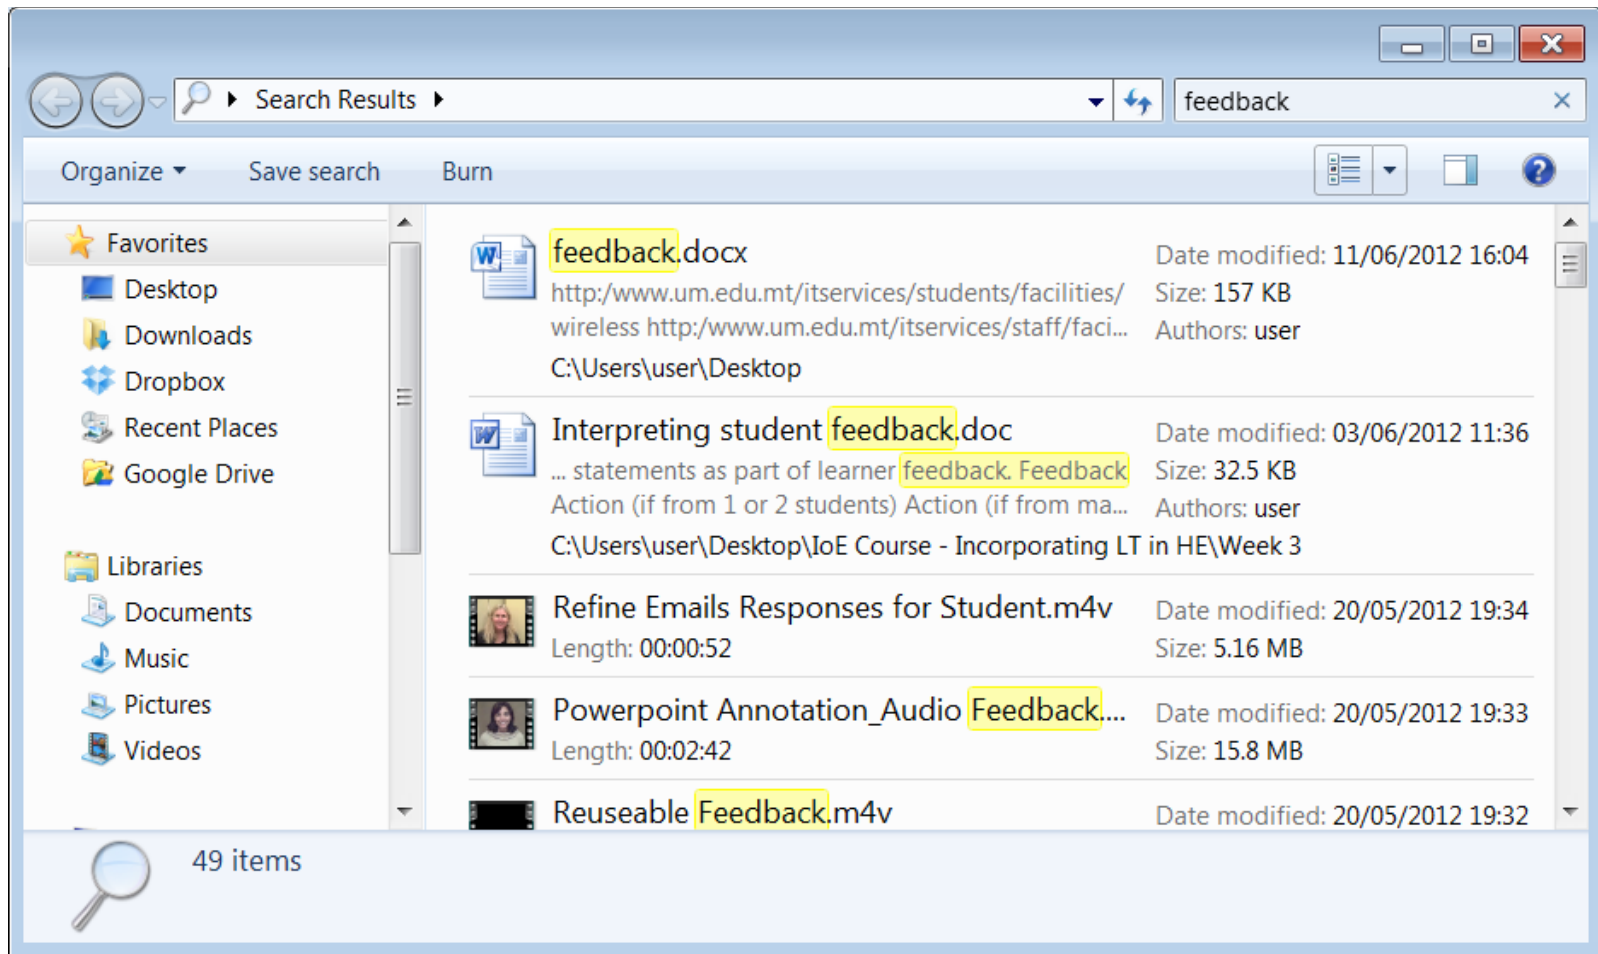 Search Results
feedback
Organize Save search Burn
Favorites
Desktop
Downloads
Dropbox
Recent Places
Google Drive
Libraries
Documents
Music
Pictures
Videos
feedback.docx
http:/www.um.edu.mt/itservices/students/facilities/
wireless http:/www.um.edu.mt/itservices/staff/faci...
C:\Users\user\Desktop
Date modified: 11/06/2012 16:04
Size: 157 KB
Authors: user
Interpreting student feedback.doc
... statements as part of learner feedback. Feedback
Action (if from 1 or 2 students) Action (if from ma...
C:\Users\user\Desktop\IoE Course - Incorporating LT in HE\Week 3
Date modified: 03/06/2012 11:36
Size: 32.5 KB
Authors: user
Refine Emails Responses for Student.m4v
Length: 00:00:52
Date modified: 20/05/2012 19:34
Size: 5.16 MB
Powerpoint Annotation_Audio Feedback....
Length: 00:02:42
Date modified: 20/05/2012 19:33
Size: 15.8 MB
Reuseable Feedback.m4v
Date modified: 20/05/2012 19:32
49 items